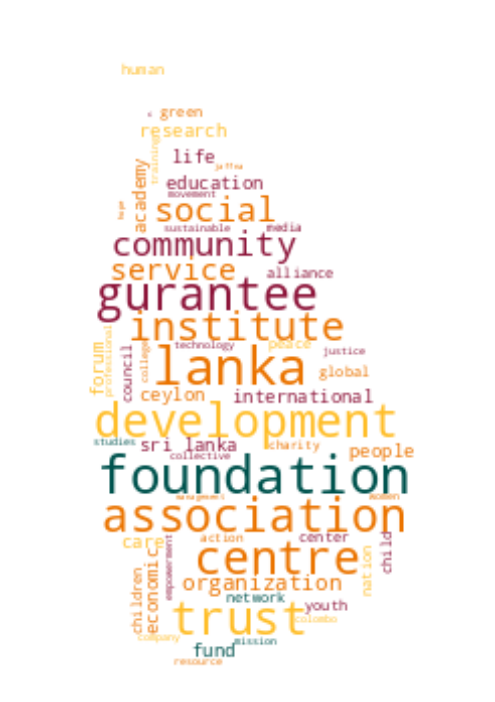 human
green
research
training
life
jaffna
academy
education
movement
hope
social
sustainable
media
community
service
alliance
gurantee
institute
forum
professional
council
college
technology
peace
justice
lanka
global
ceylon
international
development
studies
sri lanka
charity
collective
people
foundation
management
women
association
care
action
center
child
centre
nation
economic
empowerment
children
organization
network
youth
trust
colombo
company
mission
fund
resource